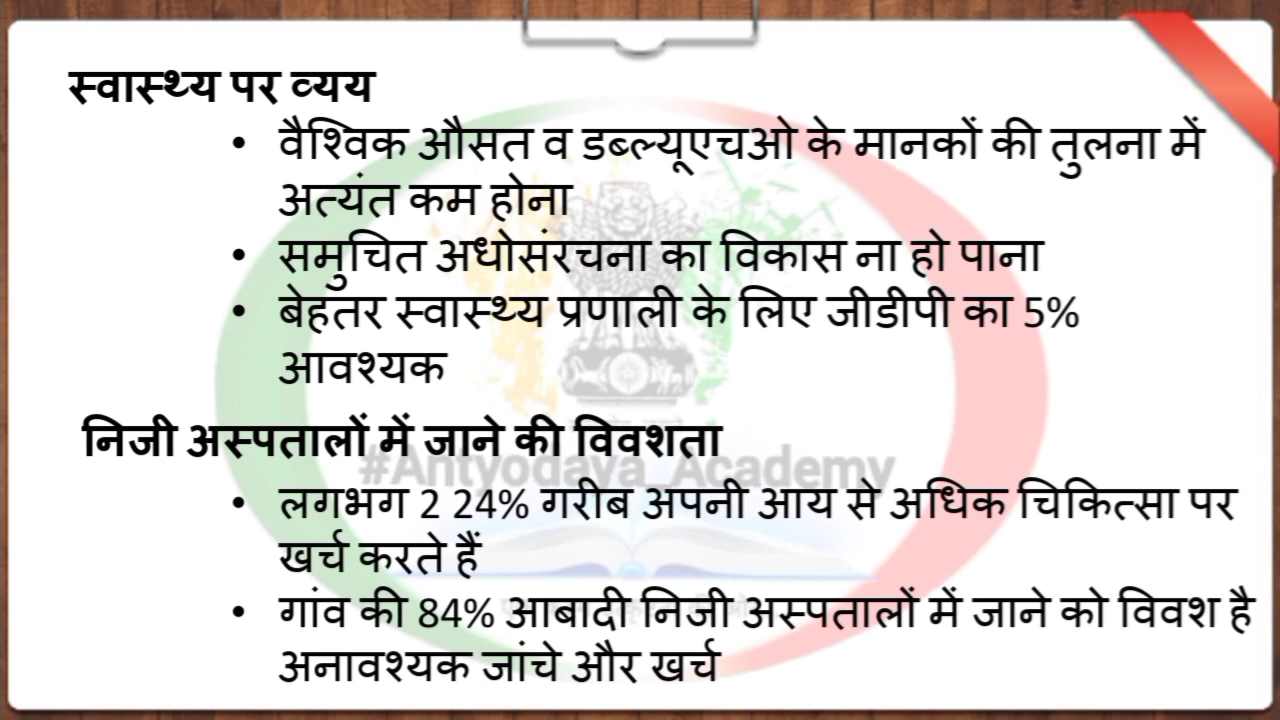 स्वास्थ्य पर व्यय
• वैश्विक औसत व डब्ल्यूएचओ के मानकों की तुलना में
अत्यंत कम होना
• समुचित अधोसंरचना का विकास ना हो पाना
• बेहतर स्वास्थ्य प्रणाली के लिए जीडीपी का 5%
आवश्यक
निजी अस्पतालों में जाने की विवशता
#Antyodaya_Academy
• लगभग 2 24% गरीब अपनी आय से अधिक चिकित्सा पर
खर्च करते हैं
• गांव की 84% आबादी निजी अस्पतालों में जाने को विवश है
अनावश्यक जांचे और खर्च